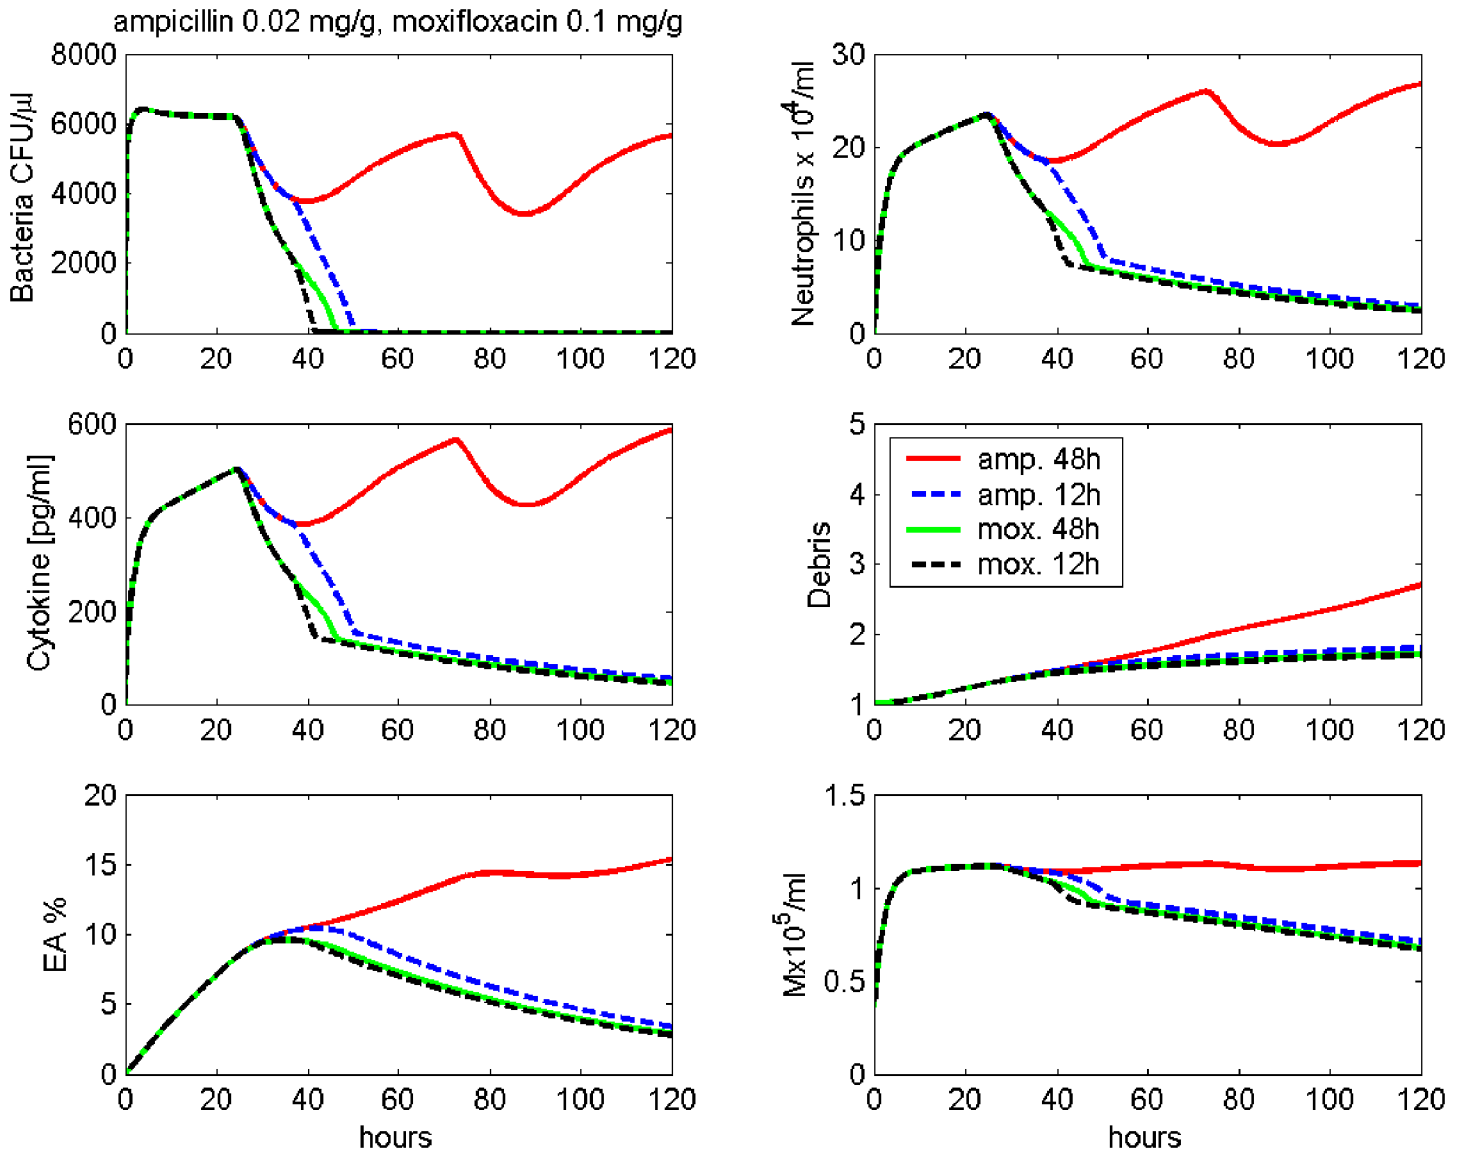 ampicillin 0.02 mg/g, moxifloxacin 0.1 mg/g
8000
6000
4000
2000
0
Bacteria CFU/μl
0 20 40 60 80 100 120
30
20
10
0
Neutrophils x 10^4/ml
0 20 40 60 80 100 120
600
400
200
0
Cytokine [pg/ml]
0 20 40 60 80 100 120
5
4
3
2
1
Debris
amp. 48h
amp. 12h
mox. 48h
mox. 12h
0 20 40 60 80 100 120
20
15
10
5
0
EA %
0 20 40 60 80 100 120
hours
1.5
1
0.5
0
Mx10^5/ml
0 20 40 60 80 100 120
hours